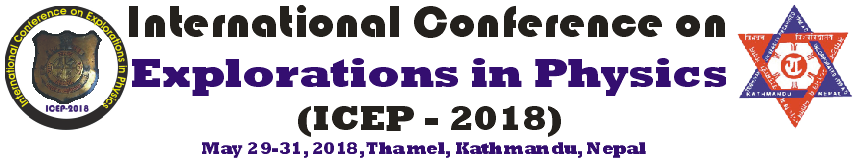 International Conference on
Explorations in Physics
(ICEP - 2018)
May 29-31, 2018, Thamel, Kathmandu, Nepal
International Conference on Explorations in Physics
ICEP-2018
T
KATHMANDU NEPAL